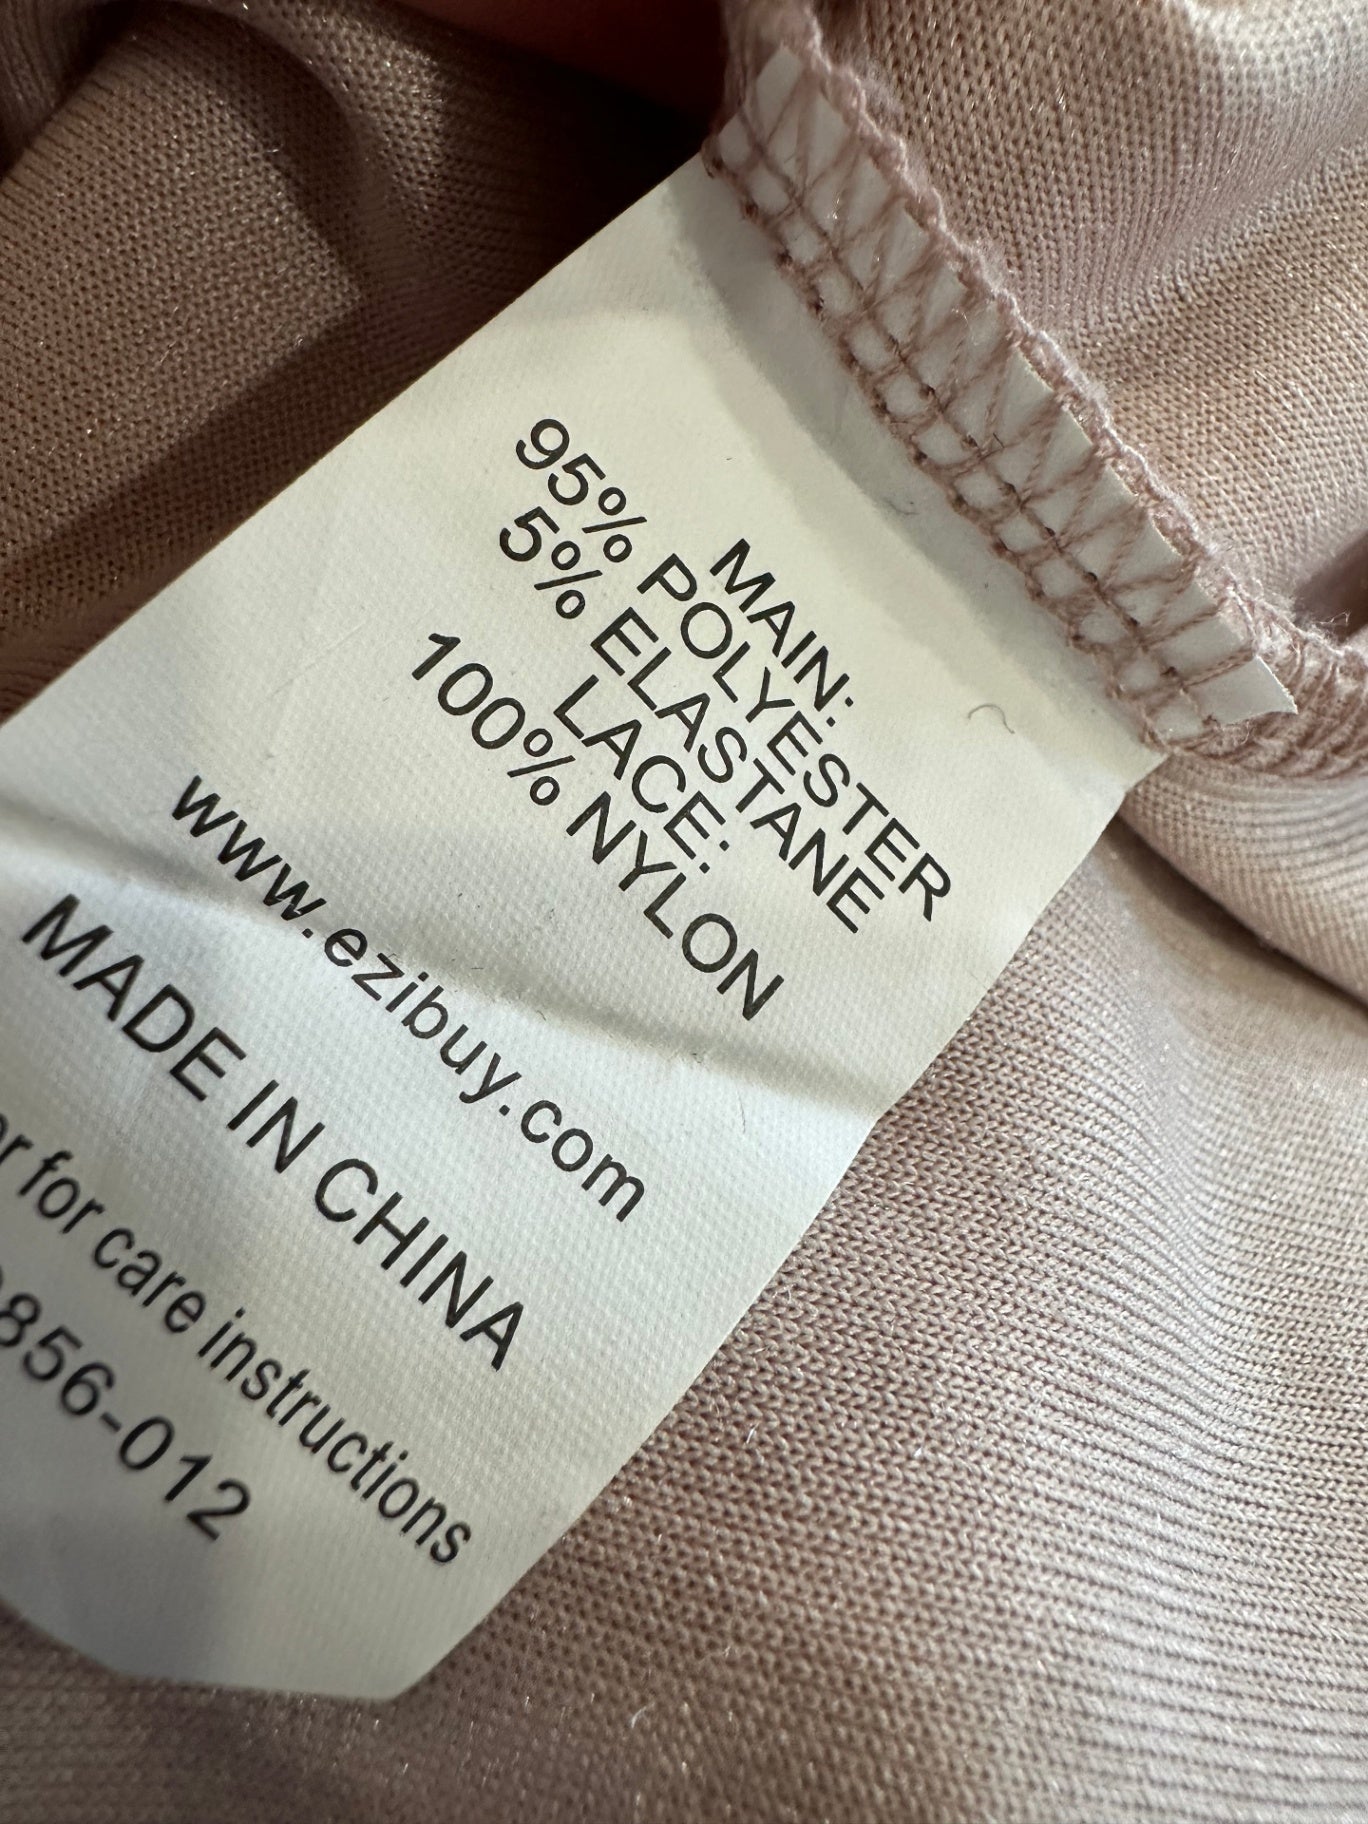 MAIN:
95% POLYESTER
5% ELASTANE
LACE:
100% NYLON
www.ezibuy.com
MADE IN CHINA
for care instructions
856-012